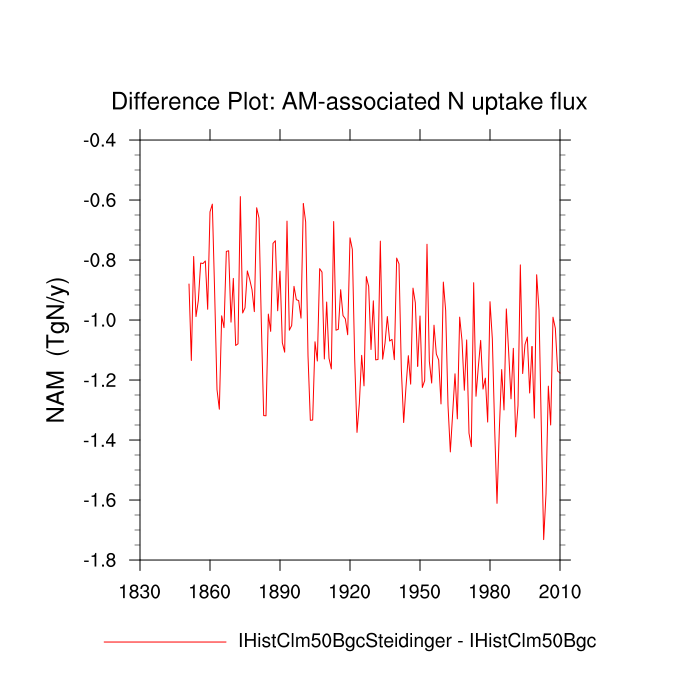 Difference Plot: AM-associated N uptake flux
-0.4
-0.6
-0.8
-1.0
-1.2
-1.4
-1.6
-1.8
NAM (TgN/y)
1830 1860 1890 1920 1950 1980 2010
IHistClm50BgcSteidinger - IHistClm50Bgc